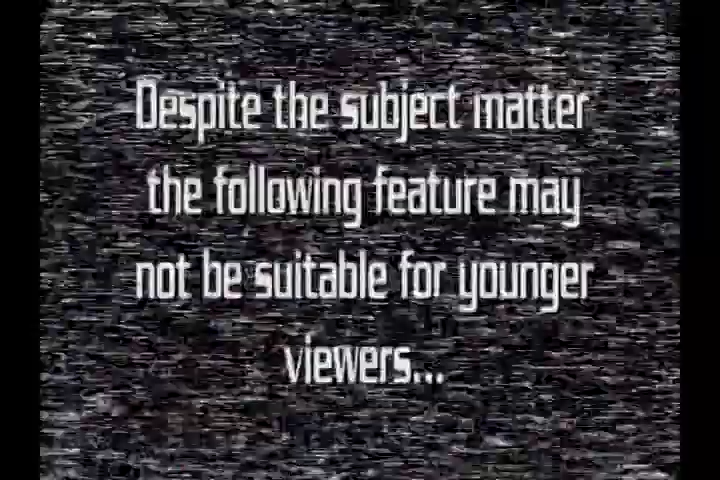 Despite the subject matter
the following feature may
not be suitable for younger
viewers...